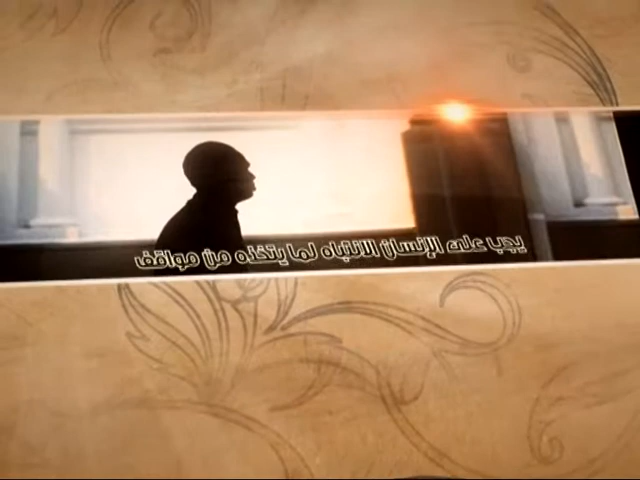 يجب على الإنسان الانتباه لما يتخذه من مواقف